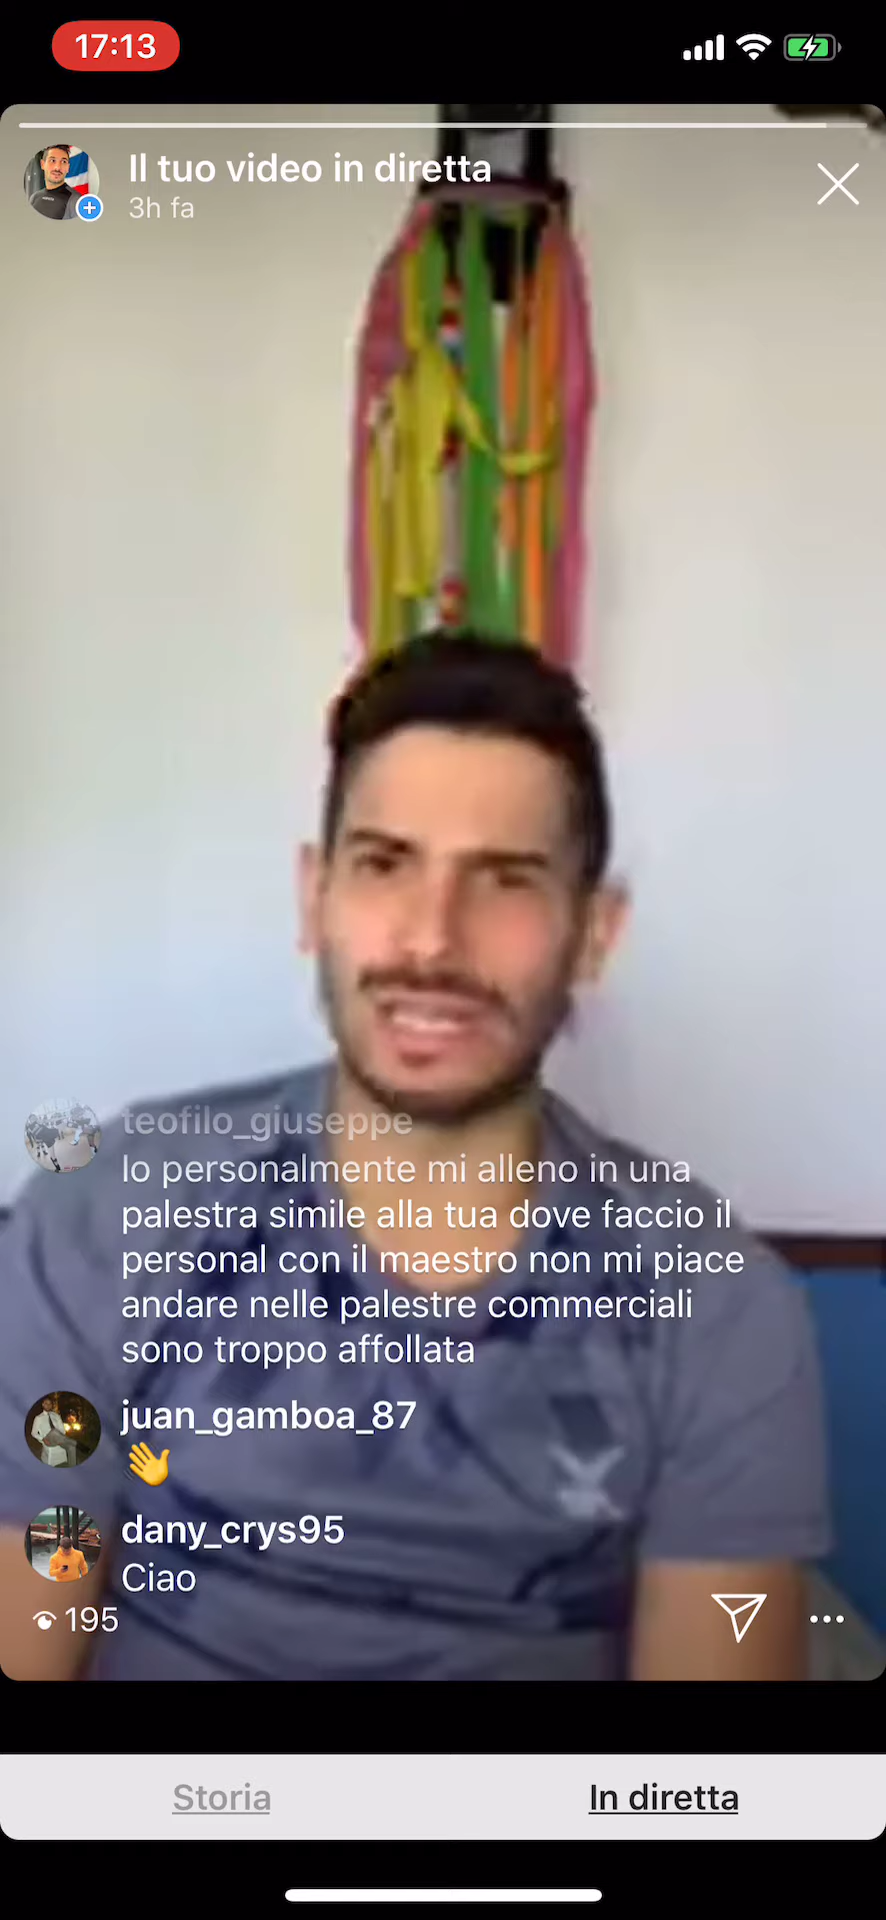 17:13
Il tuo video in diretta
3h fa
teofilo_giuseppe
Io personalmente mi alleno in una
palestra simile alla tua dove faccio il
personal con il maestro non mi piace
andare nelle palestre commerciali
sono troppo affollata
juan_gamboa_87
👋
dany_crys95
Ciao
195
Storia
In diretta